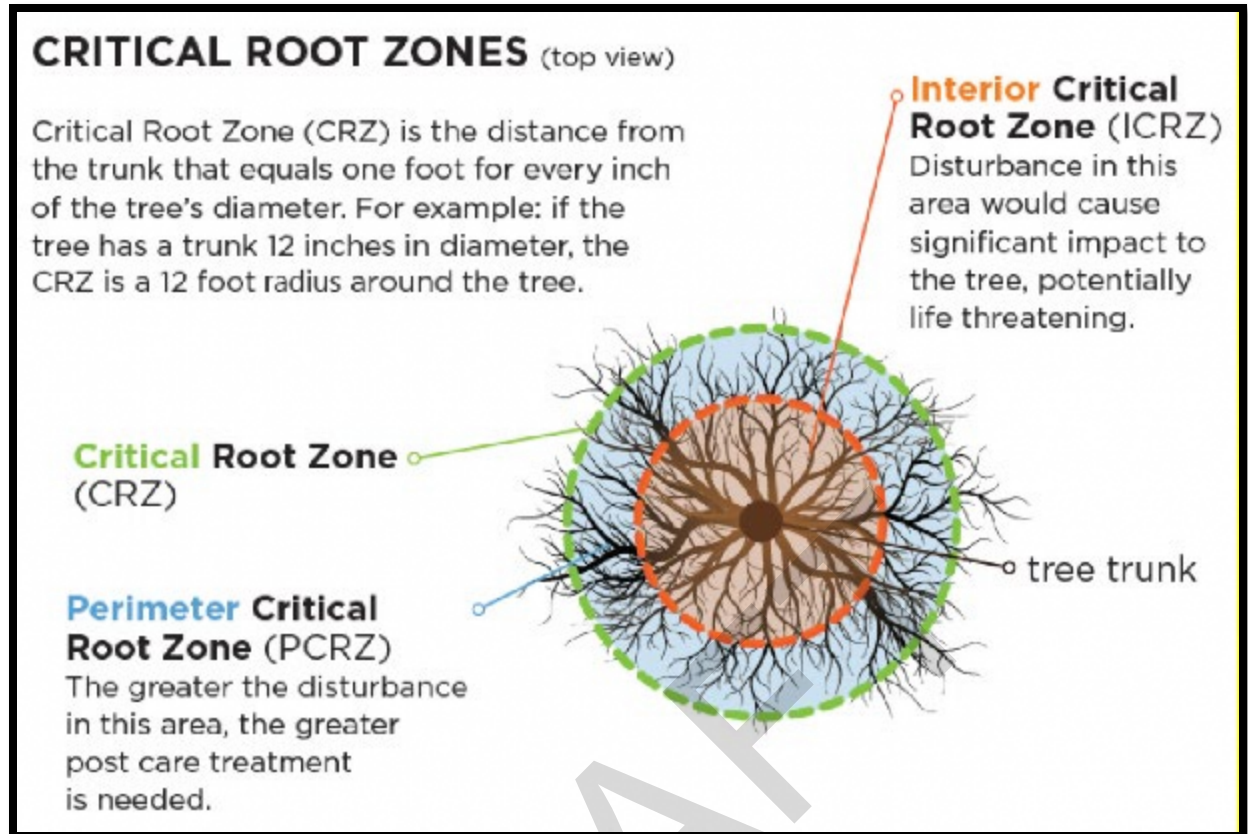 CRITICAL ROOT ZONES (top view)
Critical Root Zone (CRZ) is the distance from
the trunk that equals one foot for every inch
of the tree's diameter. For example: if the
tree has a trunk 12 inches in diameter, the
CRZ is a 12 foot radius around the tree.
Interior Critical
Root Zone (ICRZ)
Disturbance in this
area would cause
significant impact to
the tree, potentially
life threatening.
Critical Root Zone
(CRZ)
tree trunk
Perimeter Critical
Root Zone (PCRZ)
The greater the disturbance
in this area, the greater
post care treatment
is needed.